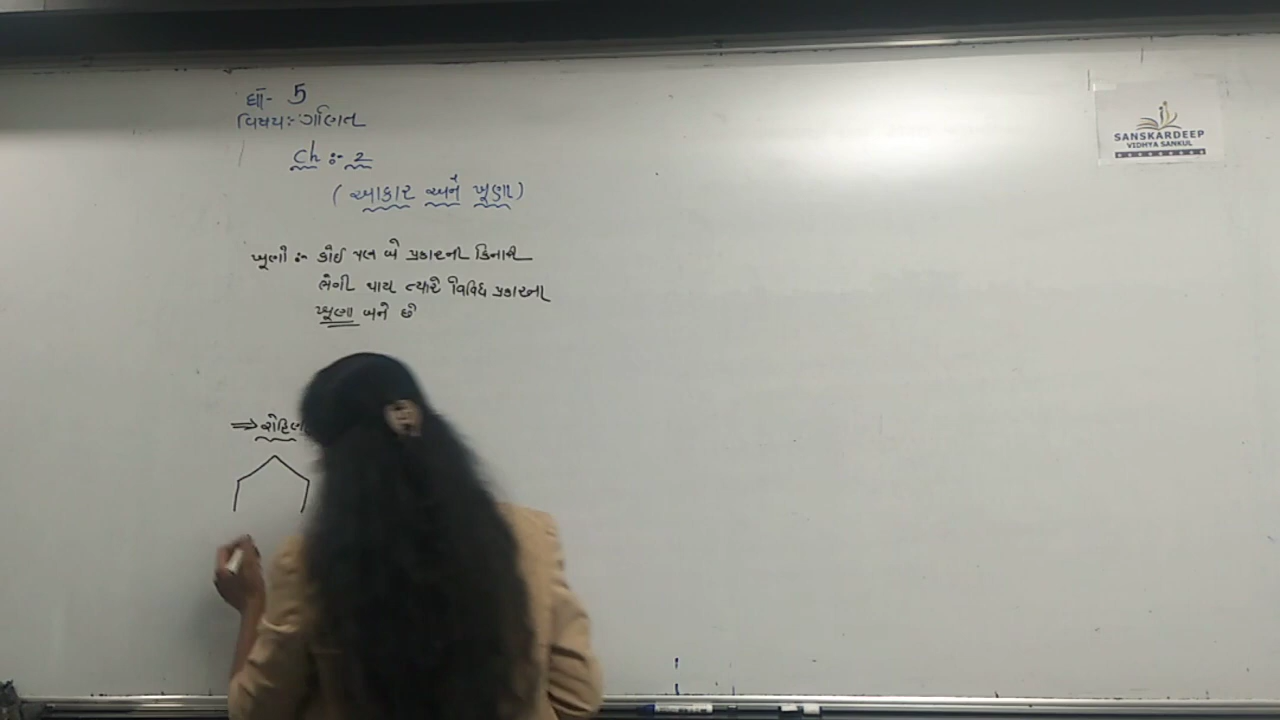 ધો- 5
વિષય:- ગણિત
Ch :- 2
( આકાર અને ખૂણા )
ખૂણો :- કોઈ પણ બે પ્રકારની કિનારી
ભેગી થાય ત્યારે વિવિધ પ્રકારના
ખૂણા બને છે
⇒
SANSKARDEEP
VIDHYA SANKUL